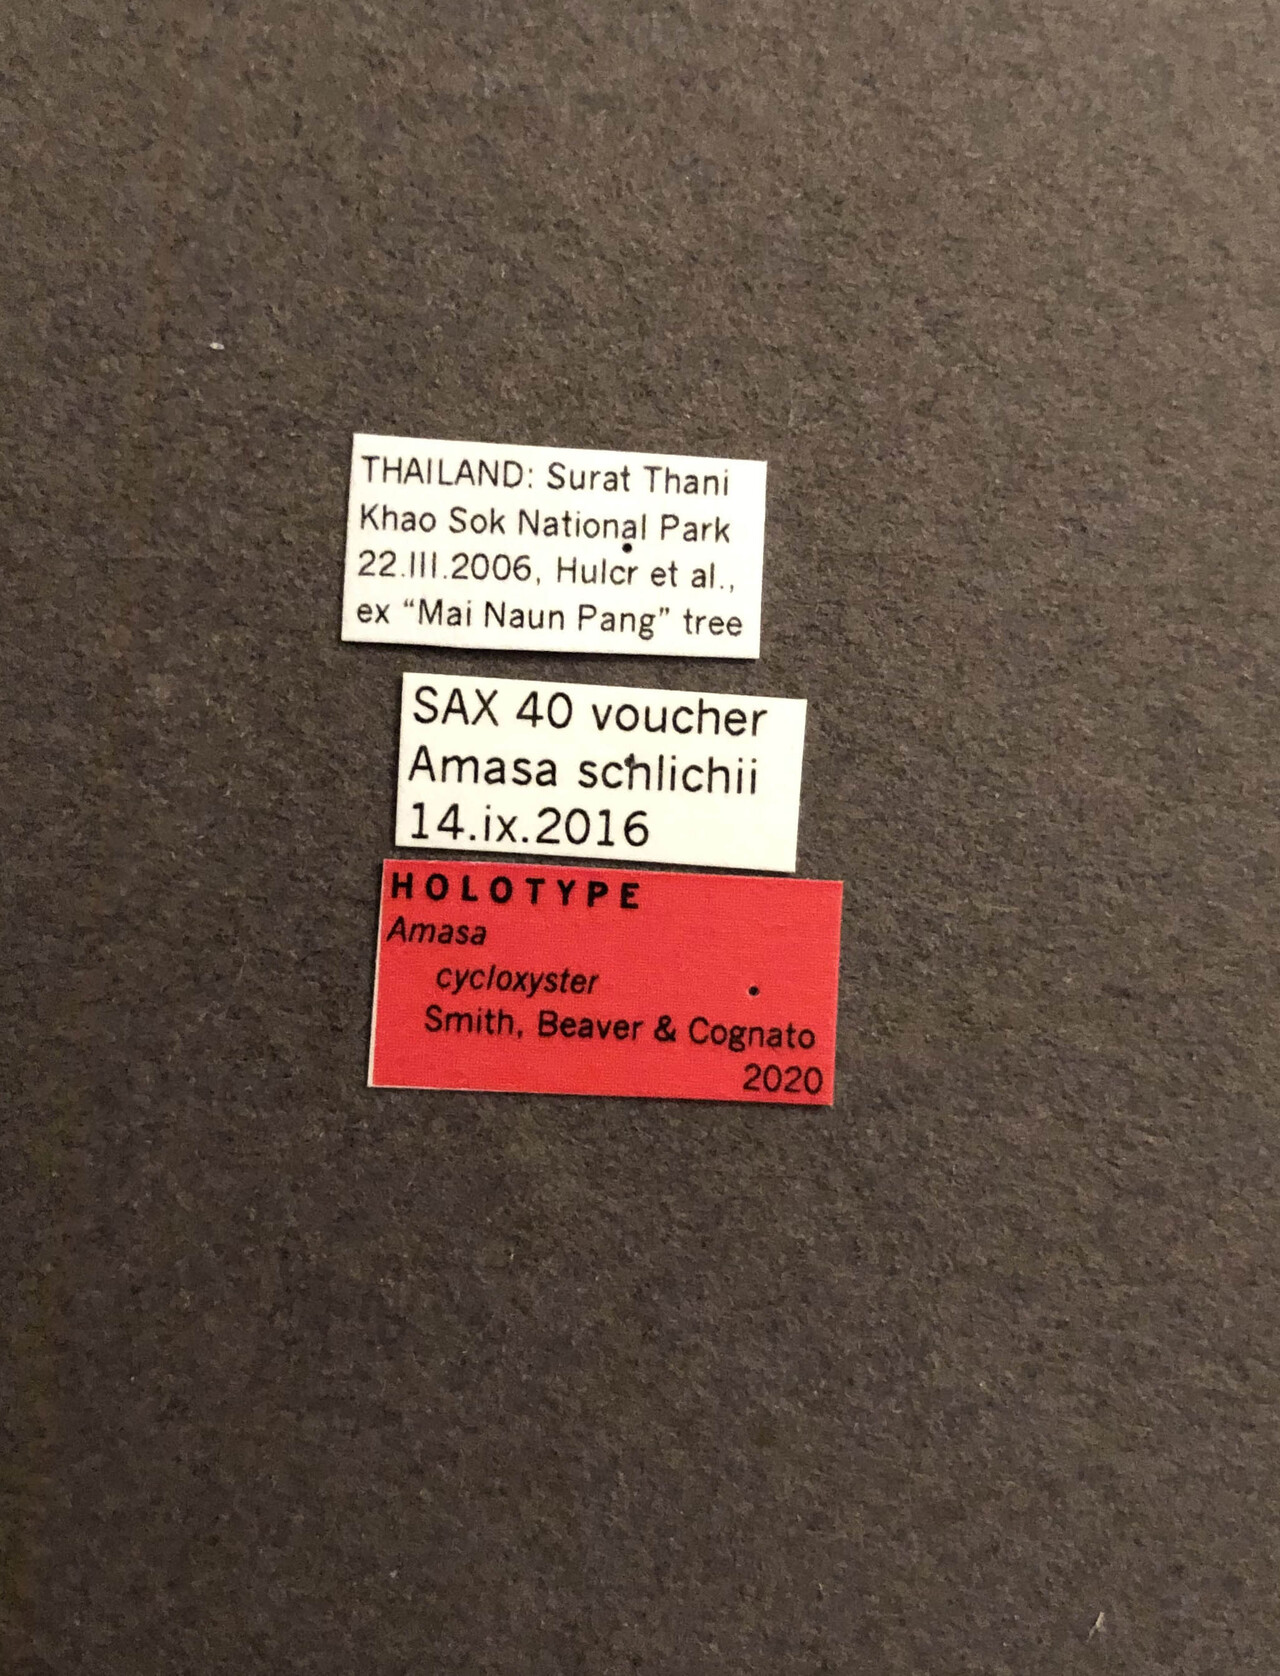 THAILAND: Surat Thani
Khao Sok National Park
22.III.2006, Hulcr et al.,
ex “Mai Naun Pang” tree
SAX 40 voucher
Amasa schlichii
14.ix.2016
HOLOTYPE
Amasa
cycloxyster
Smith, Beaver & Cognato
2020